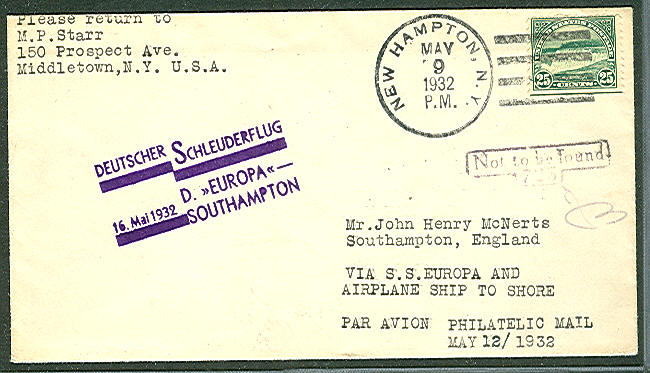 Please return to
M.P.Starr
150 Prospect Ave.
Middletown,N.Y. U.S.A.
NEW HAMPTON, N.Y.
MAY
9
1932
P.M.
25 25
DEUTSCHER SCHLEUDERFLUG
D. »EUROPA«—
16. Mai 1932 SOUTHAMPTON
Not to be found
Mr.John Henry McNerts
Southampton, England
VIA S.S.EUROPA AND
AIRPLANE SHIP TO SHORE
PAR AVION PHILATELIC MAIL
MAY 12/ 1932